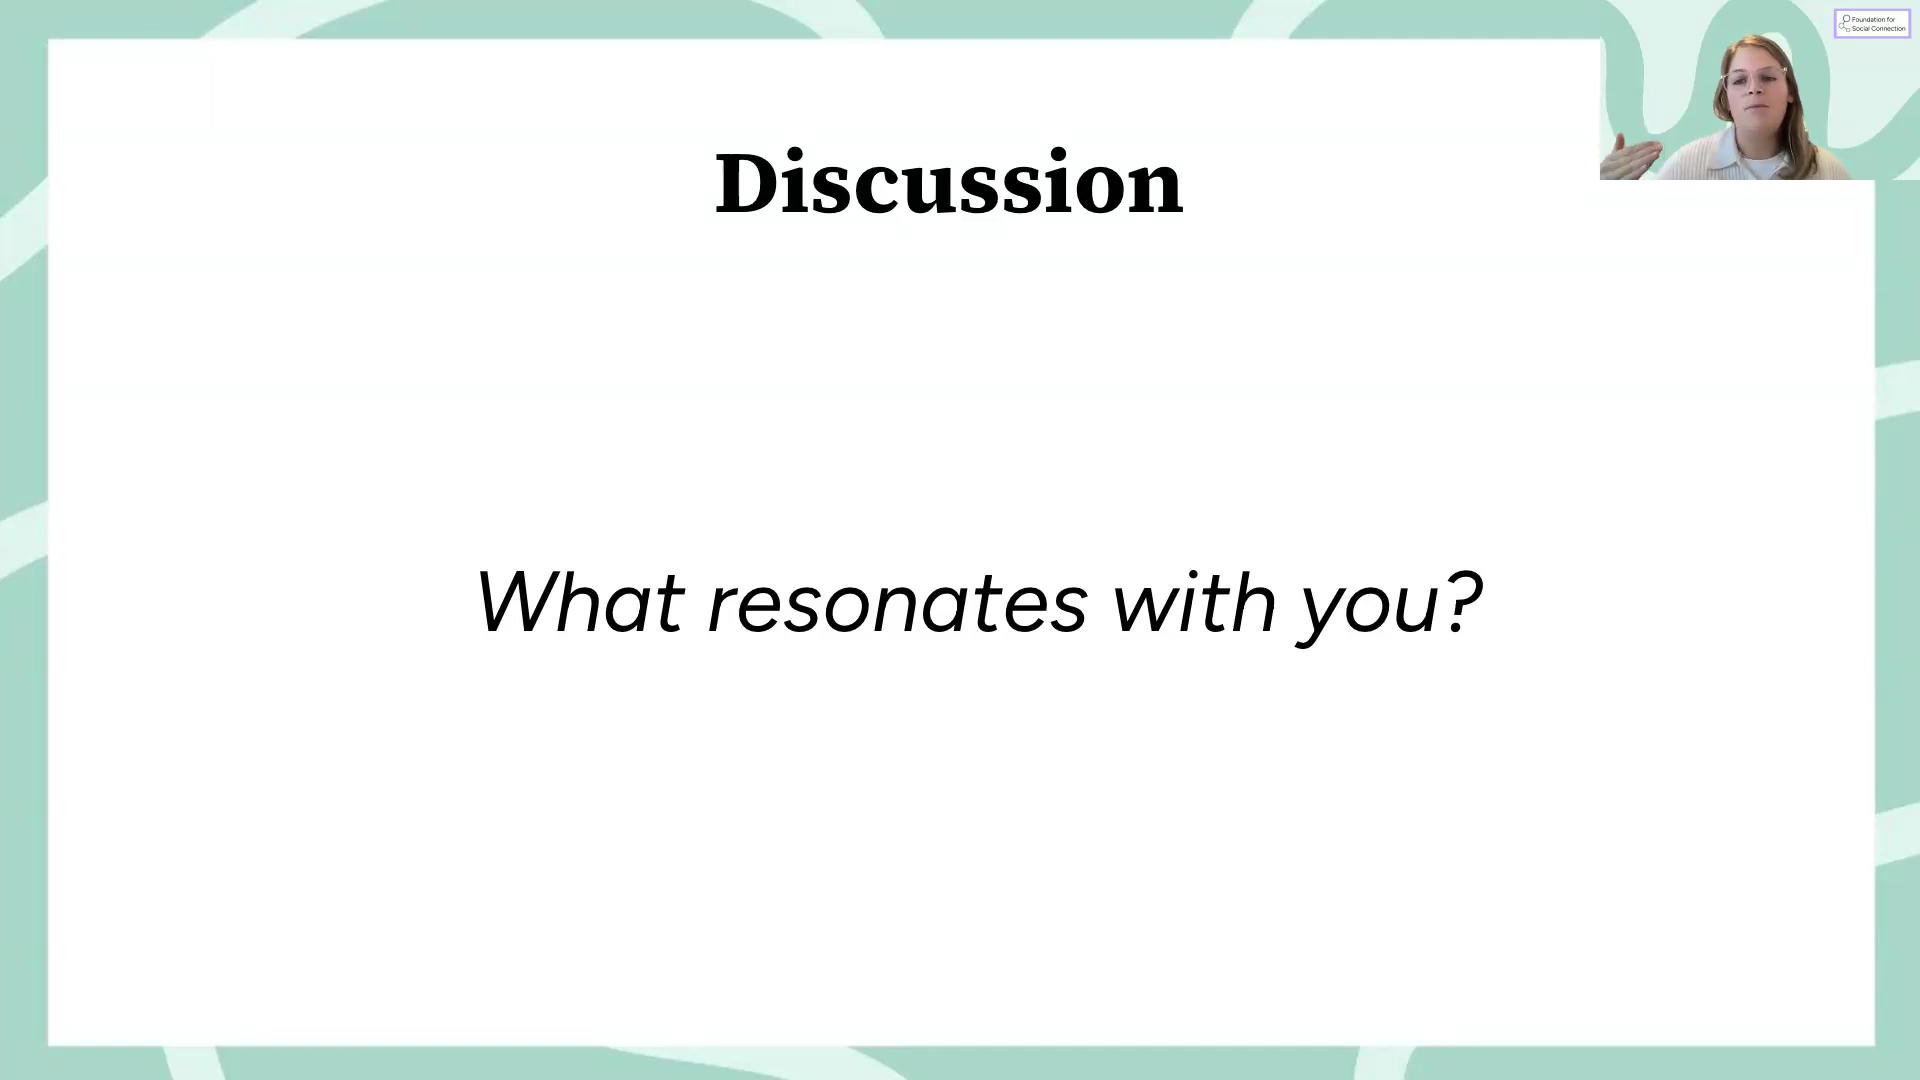 Foundation for
Social Connection
Discussion
What resonates with you?